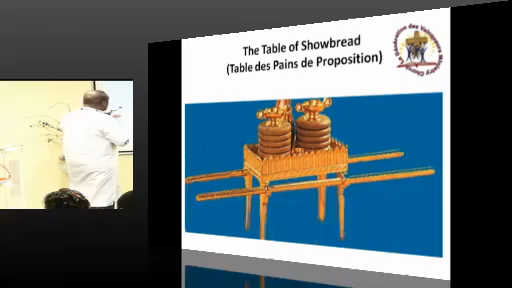 The Table of Showbread
(Table des Pains de Proposition)